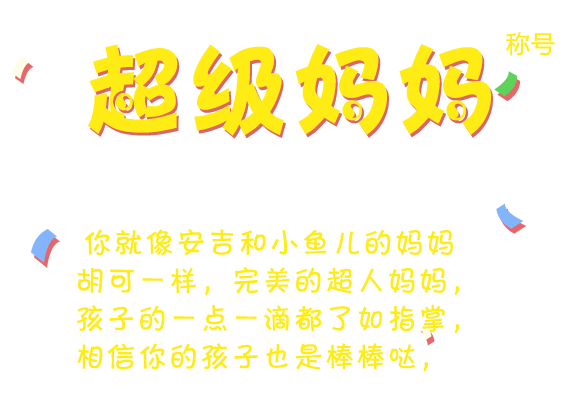 超级妈妈
称号
你就像安吉和小鱼儿的妈妈
胡可一样，完美的超人妈妈，
孩子的一点一滴都了如指掌，
相信你的孩子也是棒棒哒，